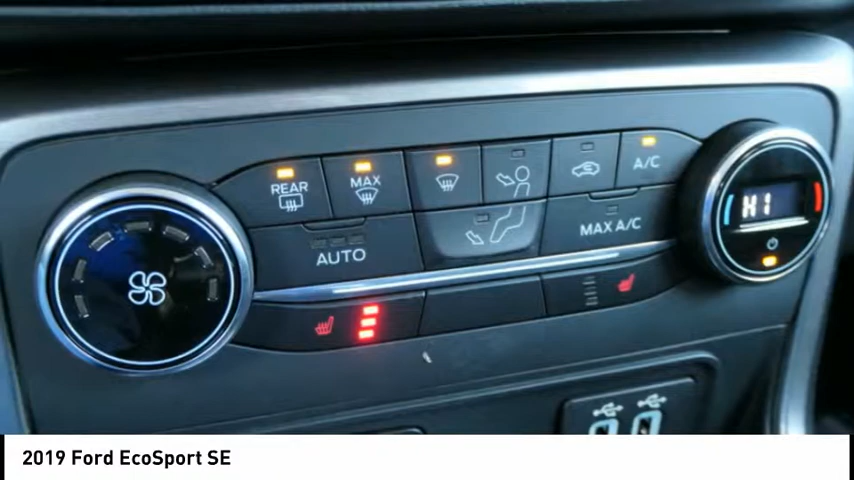 REAR
MAX
A/C
MAX A/C
AUTO
HI
2019 Ford EcoSport SE